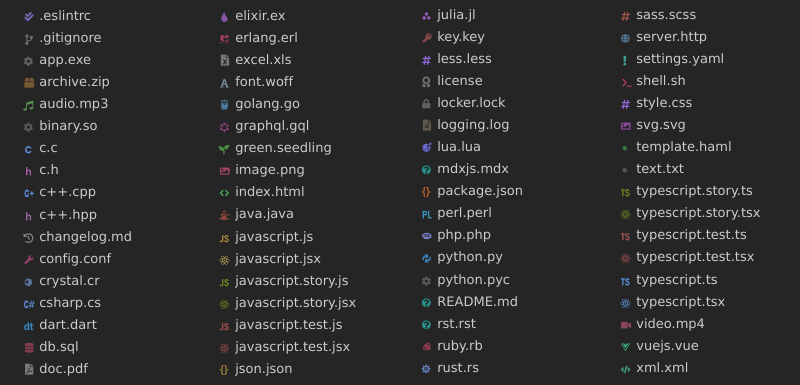 .eslintrc
.gitignore
app.exe
archive.zip
audio.mp3
binary.so
c.c
c.h
c++.cpp
c++.hpp
changelog.md
config.conf
crystal.cr
csharp.cs
dart.dart
db.sql
doc.pdf
elixir.ex
erlang.erl
excel.xls
font.woff
golang.go
graphql.gql
green.seedling
image.png
index.html
java.java
javascript.js
javascript.jsx
javascript.story.js
javascript.story.jsx
javascript.test.js
javascript.test.jsx
json.json
julia.jl
key.key
less.less
license
locker.lock
logging.log
lua.lua
mdxjs.mdx
package.json
perl.perl
php.php
python.py
python.pyc
README.md
rst.rst
ruby.rb
rust.rs
sass.scss
server.http
settings.yaml
shell.sh
style.css
svg.svg
template.haml
text.txt
typescript.story.ts
typescript.story.tsx
typescript.test.ts
typescript.test.tsx
typescript.ts
typescript.tsx
video.mp4
vuejs.vue
xml.xml